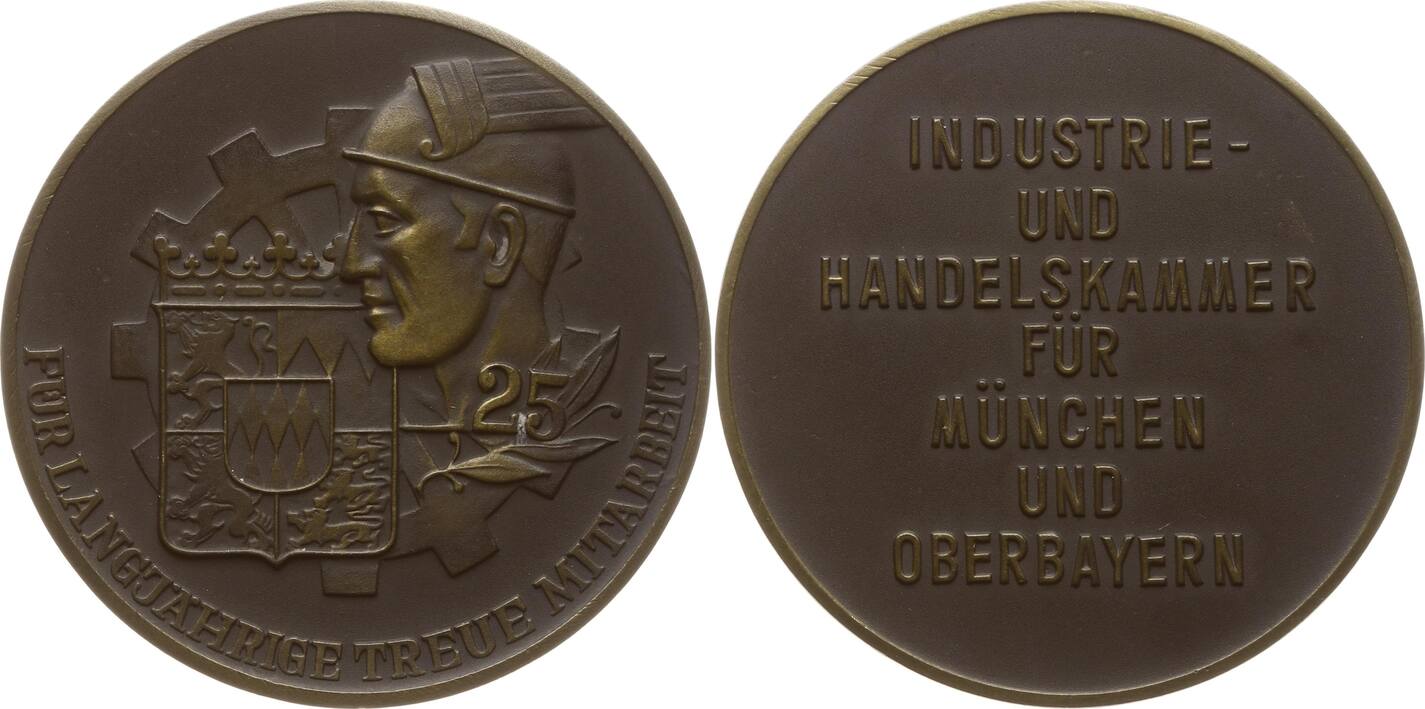 25
FÜR LANGJÄHRIGE TREUE MITARBEIT
INDUSTRIE-
UND
HANDELSKAMMER
FÜR
MÜNCHEN
UND
OBERBAYERN